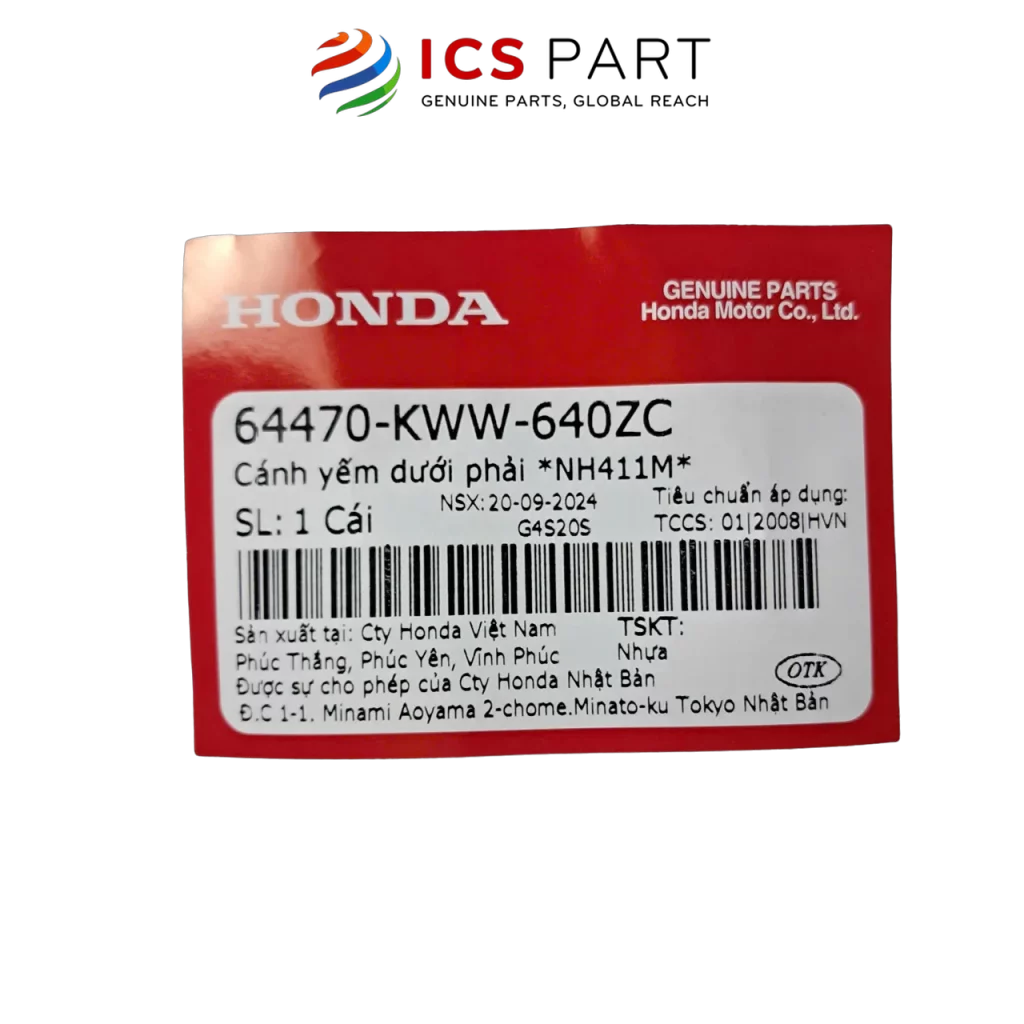 ICS PART
GENUINE PARTS, GLOBAL REACH
HONDA
GENUINE PARTS
Honda Motor Co., Ltd.
64470-KWW-640ZC
Cánh yếm dưới phải *NH411M*
NSX: 20-09-2024
Tiêu chuẩn áp dụng:
SL: 1 Cái
G4S20S
TCCS: 01|2008|HVN
Sản xuất tại: Cty Honda Việt Nam
TSKT:
Phúc Thắng, Phúc Yên, Vĩnh Phúc
Nhựa
Được sự cho phép của Cty Honda Nhật Bản
OTK
Đ.C 1-1. Minami Aoyama 2-chome.Minato-ku Tokyo Nhật Bản